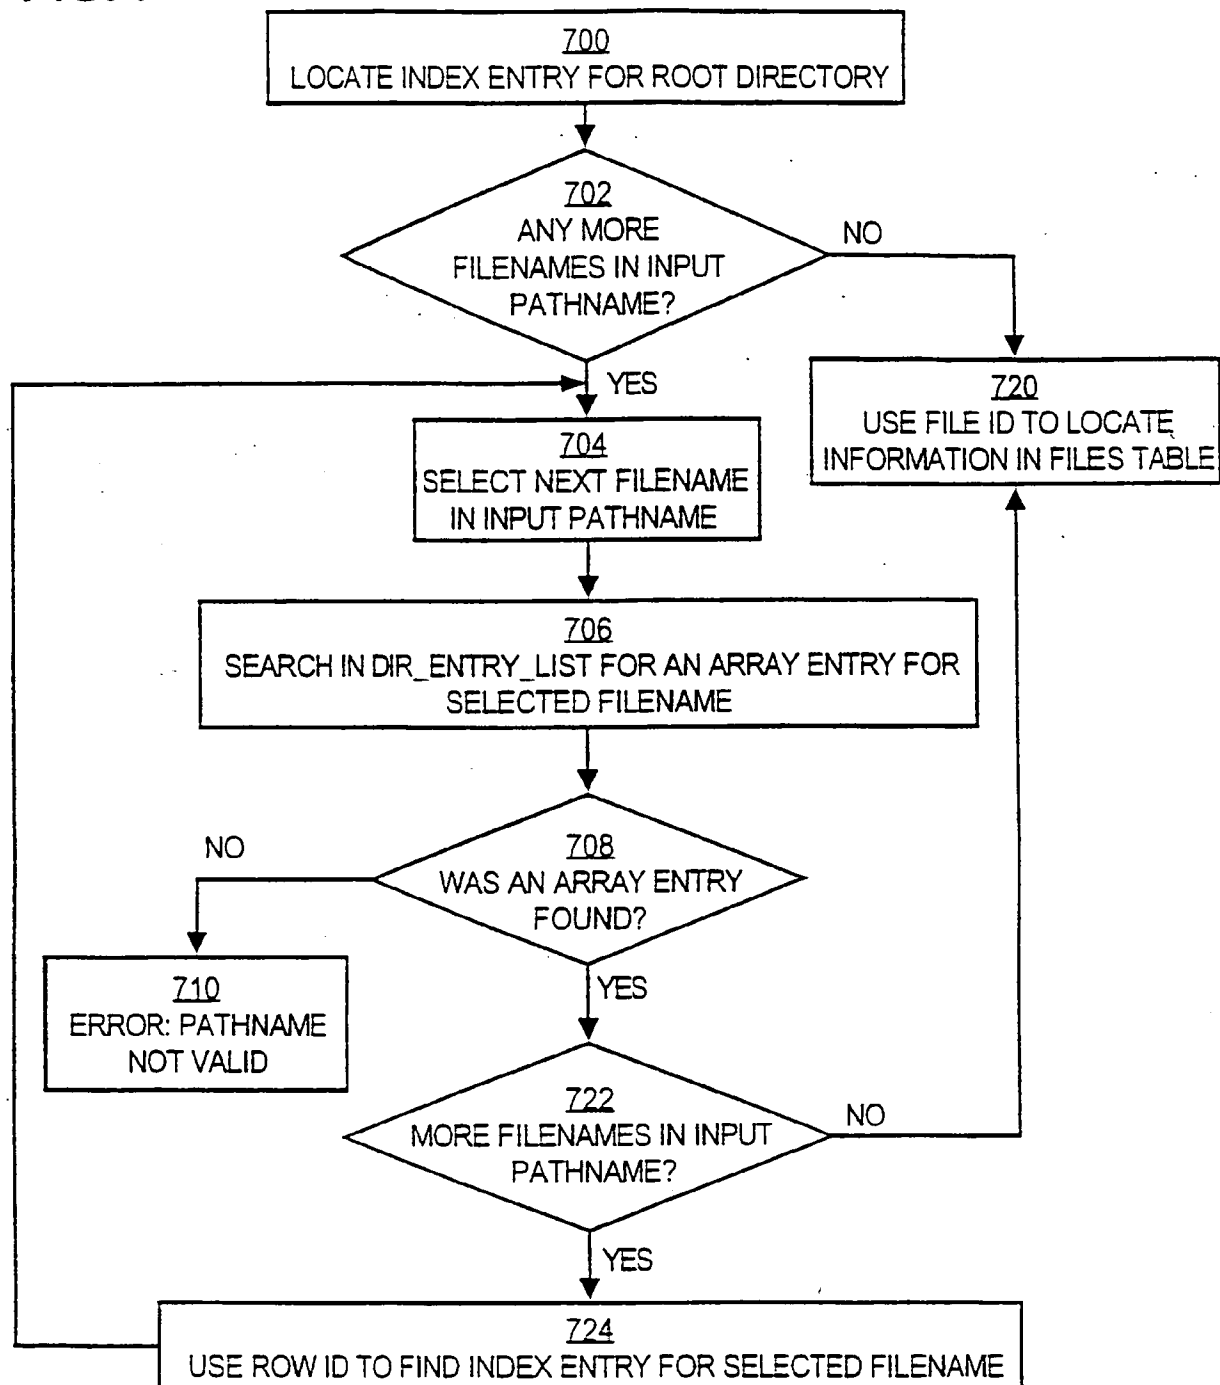 700
LOCATE INDEX ENTRY FOR ROOT DIRECTORY
702
ANY MORE
FILENAMES IN INPUT
PATHNAME?
NO
YES
720
USE FILE ID TO LOCATE
INFORMATION IN FILES TABLE
704
SELECT NEXT FILENAME
IN INPUT PATHNAME
706
SEARCH IN DIR_ENTRY_LIST FOR AN ARRAY ENTRY FOR
SELECTED FILENAME
708
WAS AN ARRAY ENTRY
FOUND?
NO
YES
710
ERROR: PATHNAME
NOT VALID
722
MORE FILENAMES IN INPUT
PATHNAME?
NO
YES
724
USE ROW ID TO FIND INDEX ENTRY FOR SELECTED FILENAME